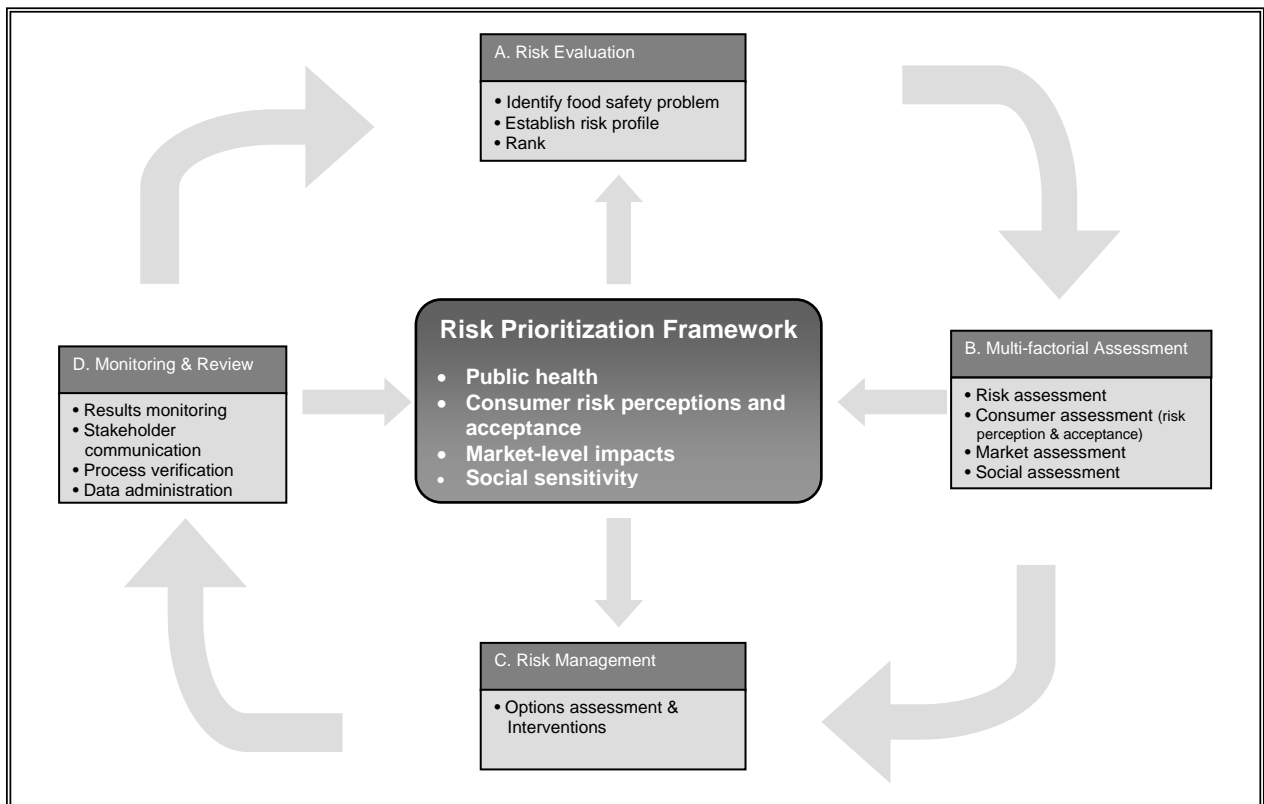 A. Risk Evaluation
• Identify food safety problem
• Establish risk profile
• Rank
Risk Prioritization Framework
• Public health
• Consumer risk perceptions and
acceptance
• Market-level impacts
• Social sensitivity
B. Multi-factorial Assessment
• Risk assessment
• Consumer assessment (risk
perception & acceptance)
• Market assessment
• Social assessment
D. Monitoring & Review
• Results monitoring
• Stakeholder
communication
• Process verification
• Data administration
C. Risk Management
• Options assessment &
Interventions